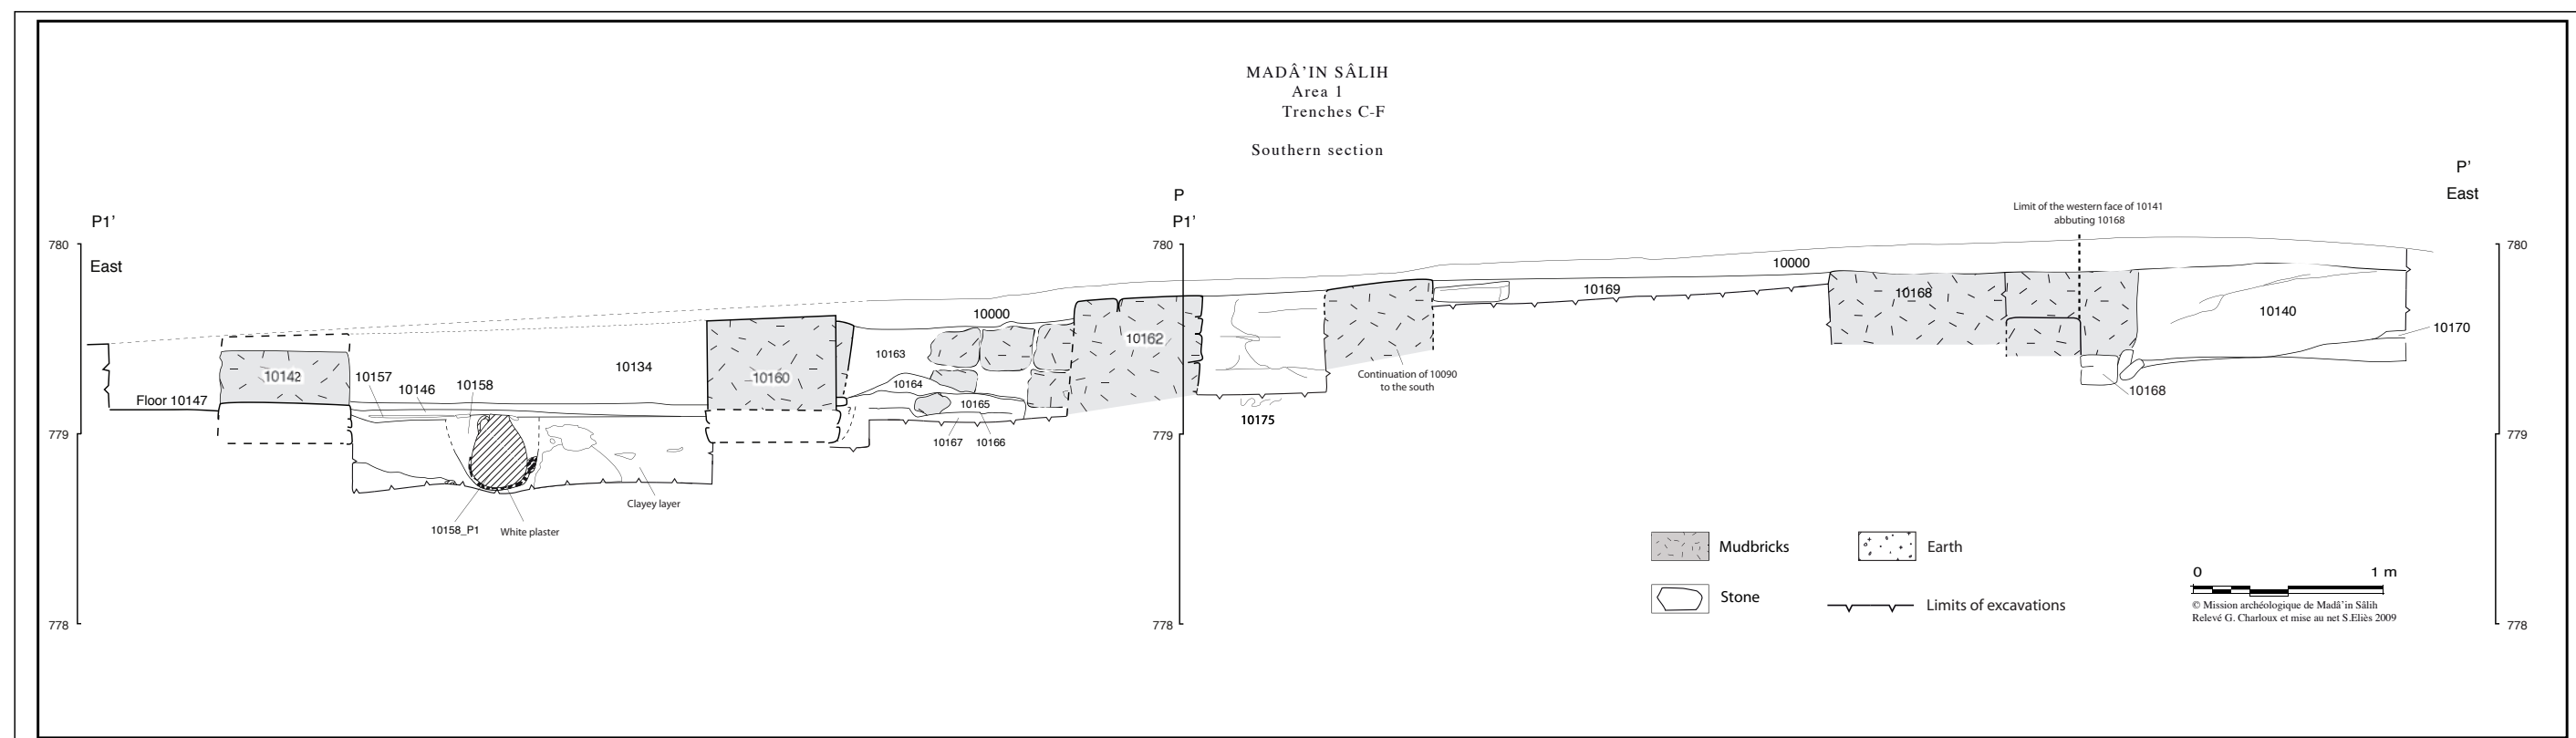 MADÂ’IN SÂLIH
Area 1
Trenches C-F
Southern section
P1’
780
East
P
P1’
780
P’
East
780
Limit of the western face of 10141
abbuting 10168
10000
10000
10168
10169
10140
10170
10162
10163
10134
10142
10160
10157
10146
10158
10164
10165
Floor 10147
Continuation of 10090
to the south
10168
?
10175
779
10167
10166
779
779
Clayey layer
10158_P1
White plaster
Mudbricks
Earth
Stone
Limits of excavations
0
1 m
© Mission archéologique de Madâ’in Sâlih
Relevé G. Charloux et mise au net S.Eliès 2009
778
778
778